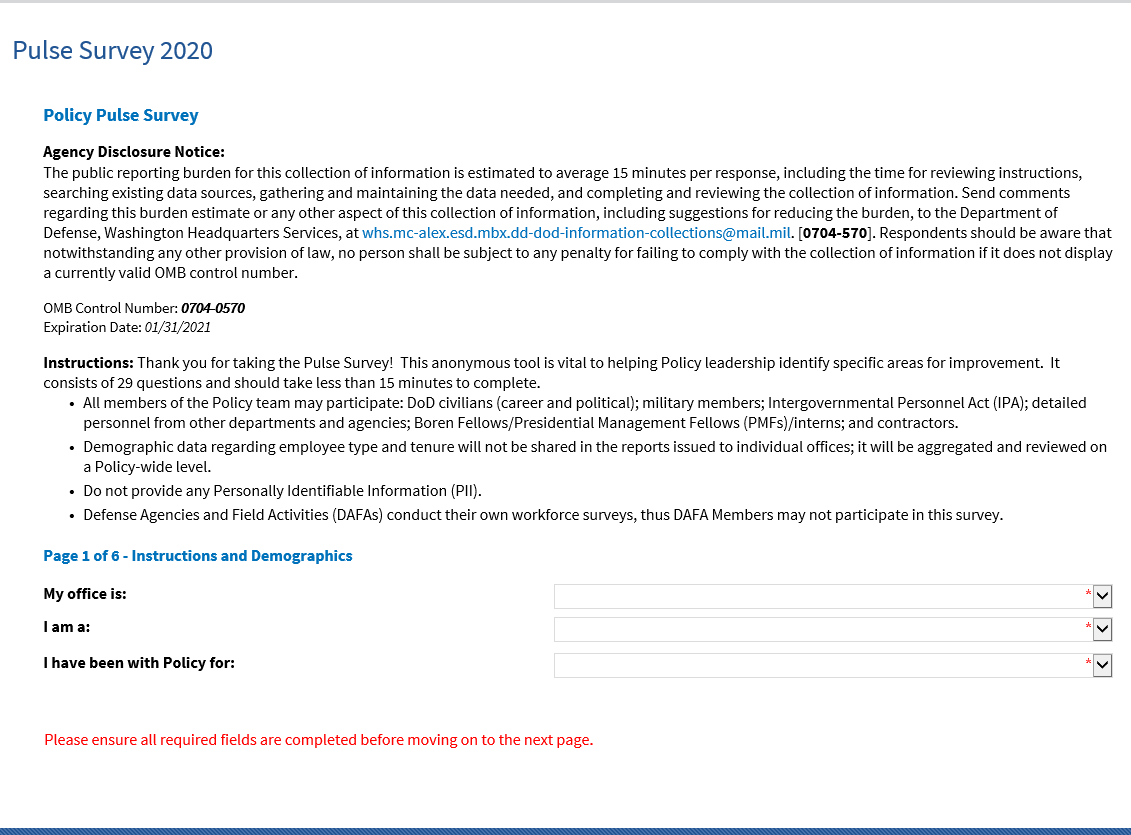 Pulse Survey 2020
Policy Pulse Survey
Agency Disclosure Notice:
The public reporting burden for this collection of information is estimated to average 15 minutes per response, including the time for reviewing instructions,
searching existing data sources, gathering and maintaining the data needed, and completing and reviewing the collection of information. Send comments
regarding this burden estimate or any other aspect of this collection of information, including suggestions for reducing the burden, to the Department of
Defense, Washington Headquarters Services, at whs.mc-alex.esd.mbx.dd-dod-information-collections@mail.mil. [0704-570]. Respondents should be aware that
notwithstanding any other provision of law, no person shall be subject to any penalty for failing to comply with the collection of information if it does not display
a currently valid OMB control number.
OMB Control Number: 0704-0570
Expiration Date: 01/31/2021
Instructions: Thank you for taking the Pulse Survey!  This anonymous tool is vital to helping Policy leadership identify specific areas for improvement.  It
consists of 29 questions and should take less than 15 minutes to complete.
• All members of the Policy team may participate: DoD civilians (career and political); military members; Intergovernmental Personnel Act (IPA); detailed
personnel from other departments and agencies; Boren Fellows/Presidential Management Fellows (PMFs)/interns; and contractors.
• Demographic data regarding employee type and tenure will not be shared in the reports issued to individual offices; it will be aggregated and reviewed on
a Policy-wide level.
• Do not provide any Personally Identifiable Information (PII).
• Defense Agencies and Field Activities (DAFAs) conduct their own workforce surveys, thus DAFA Members may not participate in this survey.
Page 1 of 6 - Instructions and Demographics
My office is: *
I am a: *
I have been with Policy for: *
Please ensure all required fields are completed before moving on to the next page.